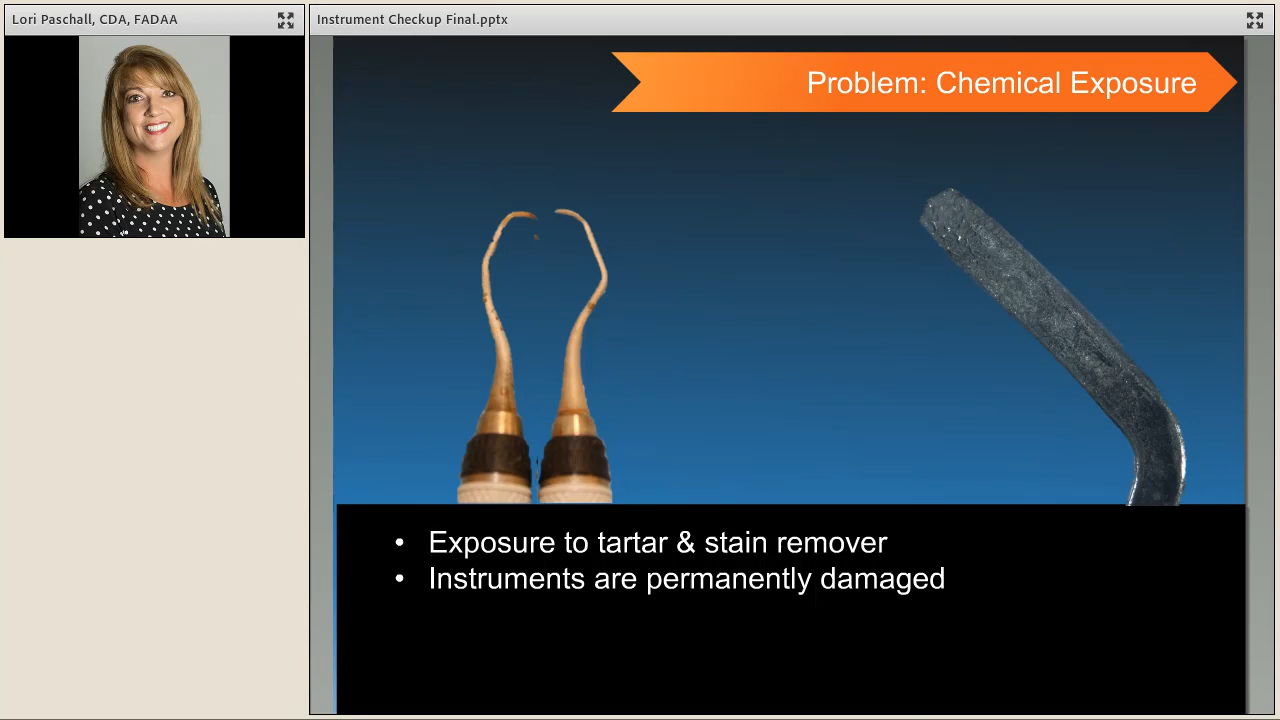 Lori Paschall, CDA, FADAA
Instrument Checkup Final.pptx
Problem: Chemical Exposure
• Exposure to tartar & stain remover
• Instruments are permanently damaged